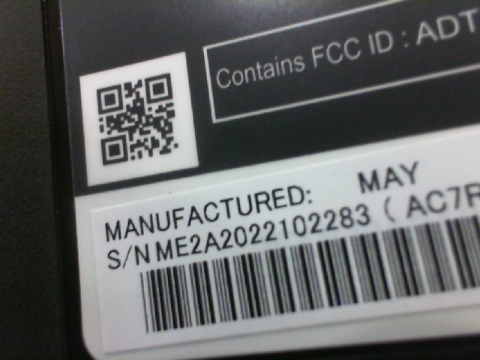 Contains FCC ID : ADT
MANUFACTURED: MAY
S/N ME2A2022102283 ( AC7R